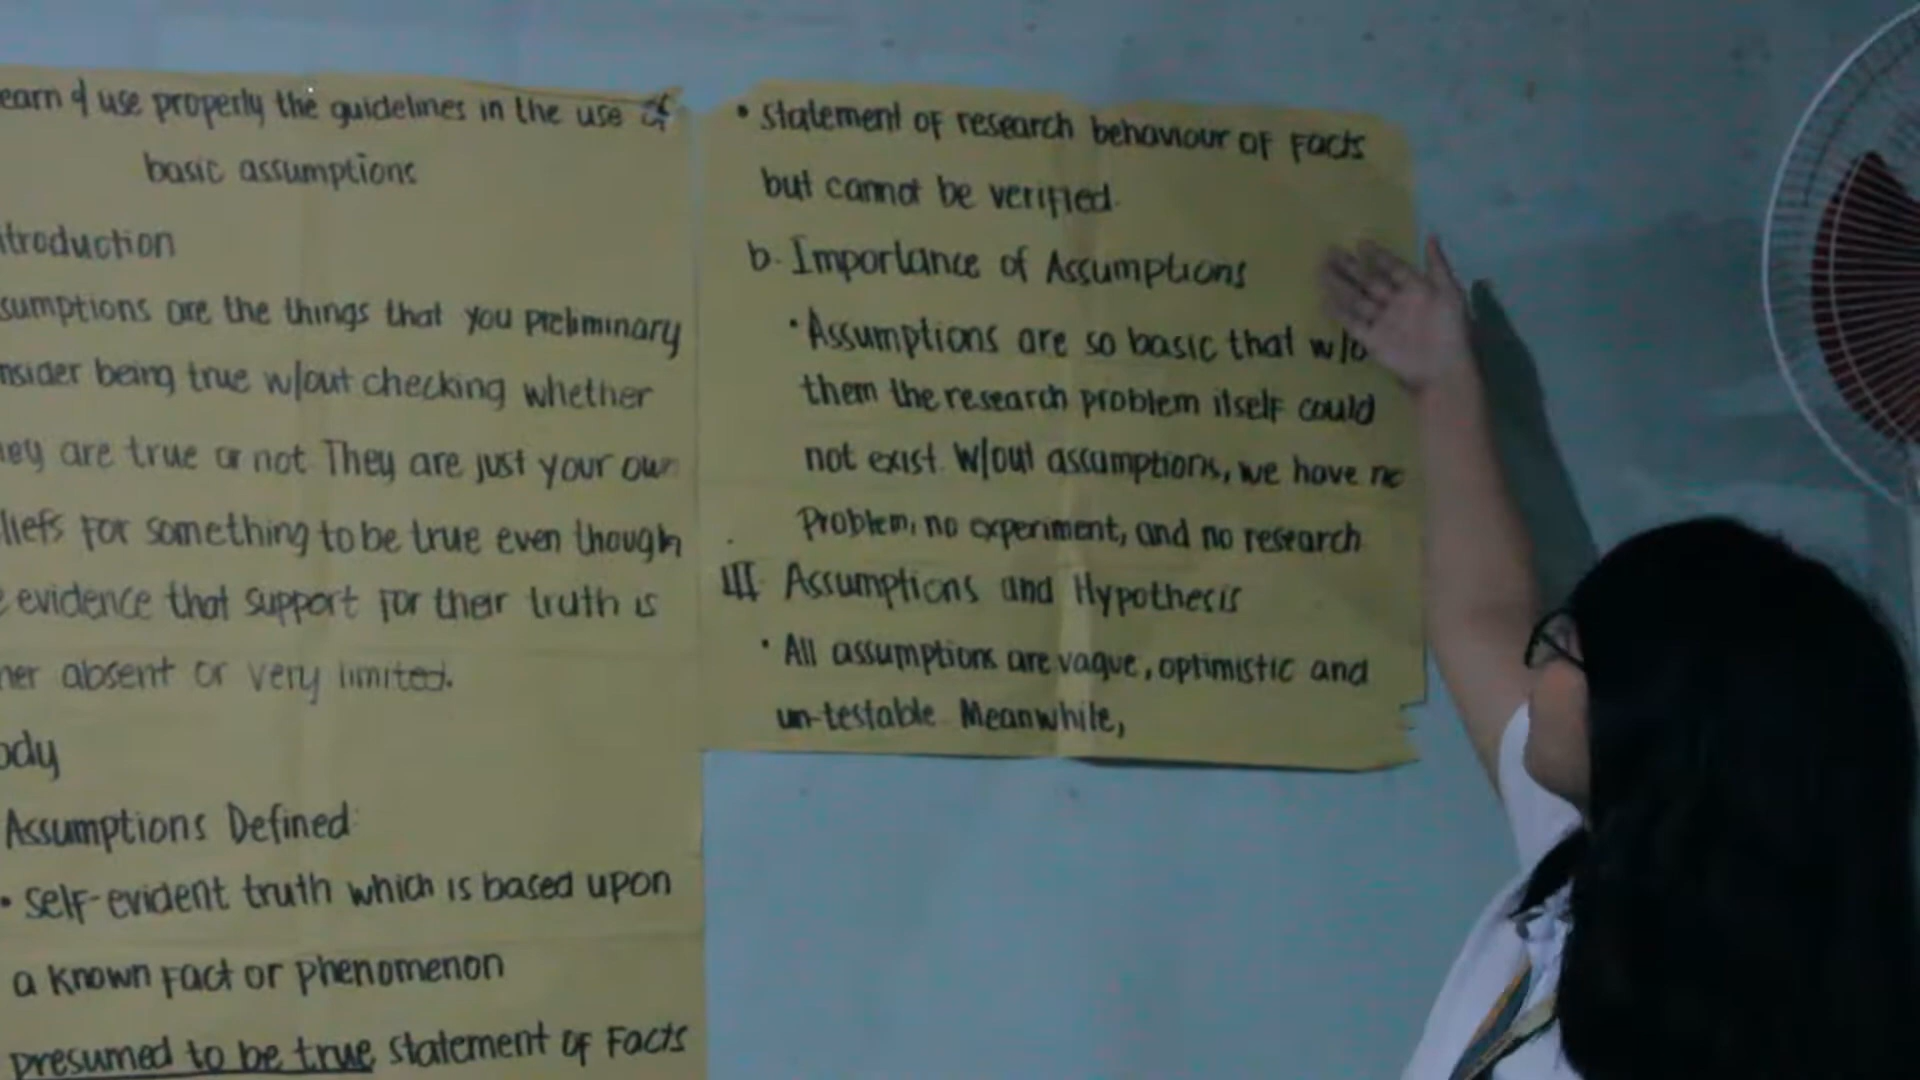 earn & use properly the guidelines in the use of
basic assumptions
troduction
sumptions are the things that you preliminary
nsider being true w/out checking whether
ey are true or not They are just your own
liefs for something to be true even though
e evidence that support for their truth is
her absent or very limited.
ody
Assumptions Defined:
• self-evident truth which is based upon
a known fact or phenomenon
presumed to be true statement of facts
• statement of research behaviour of facts
but cannot be verified.
b. Importance of Assumptions
• Assumptions are so basic that w/o
them the research problem itself could
not exist. w/out assumptions, we have no
problem, no experiment, and no research
III. Assumptions and Hypothesis
• All assumptions are vague, optimistic and
un-testable. Meanwhile,